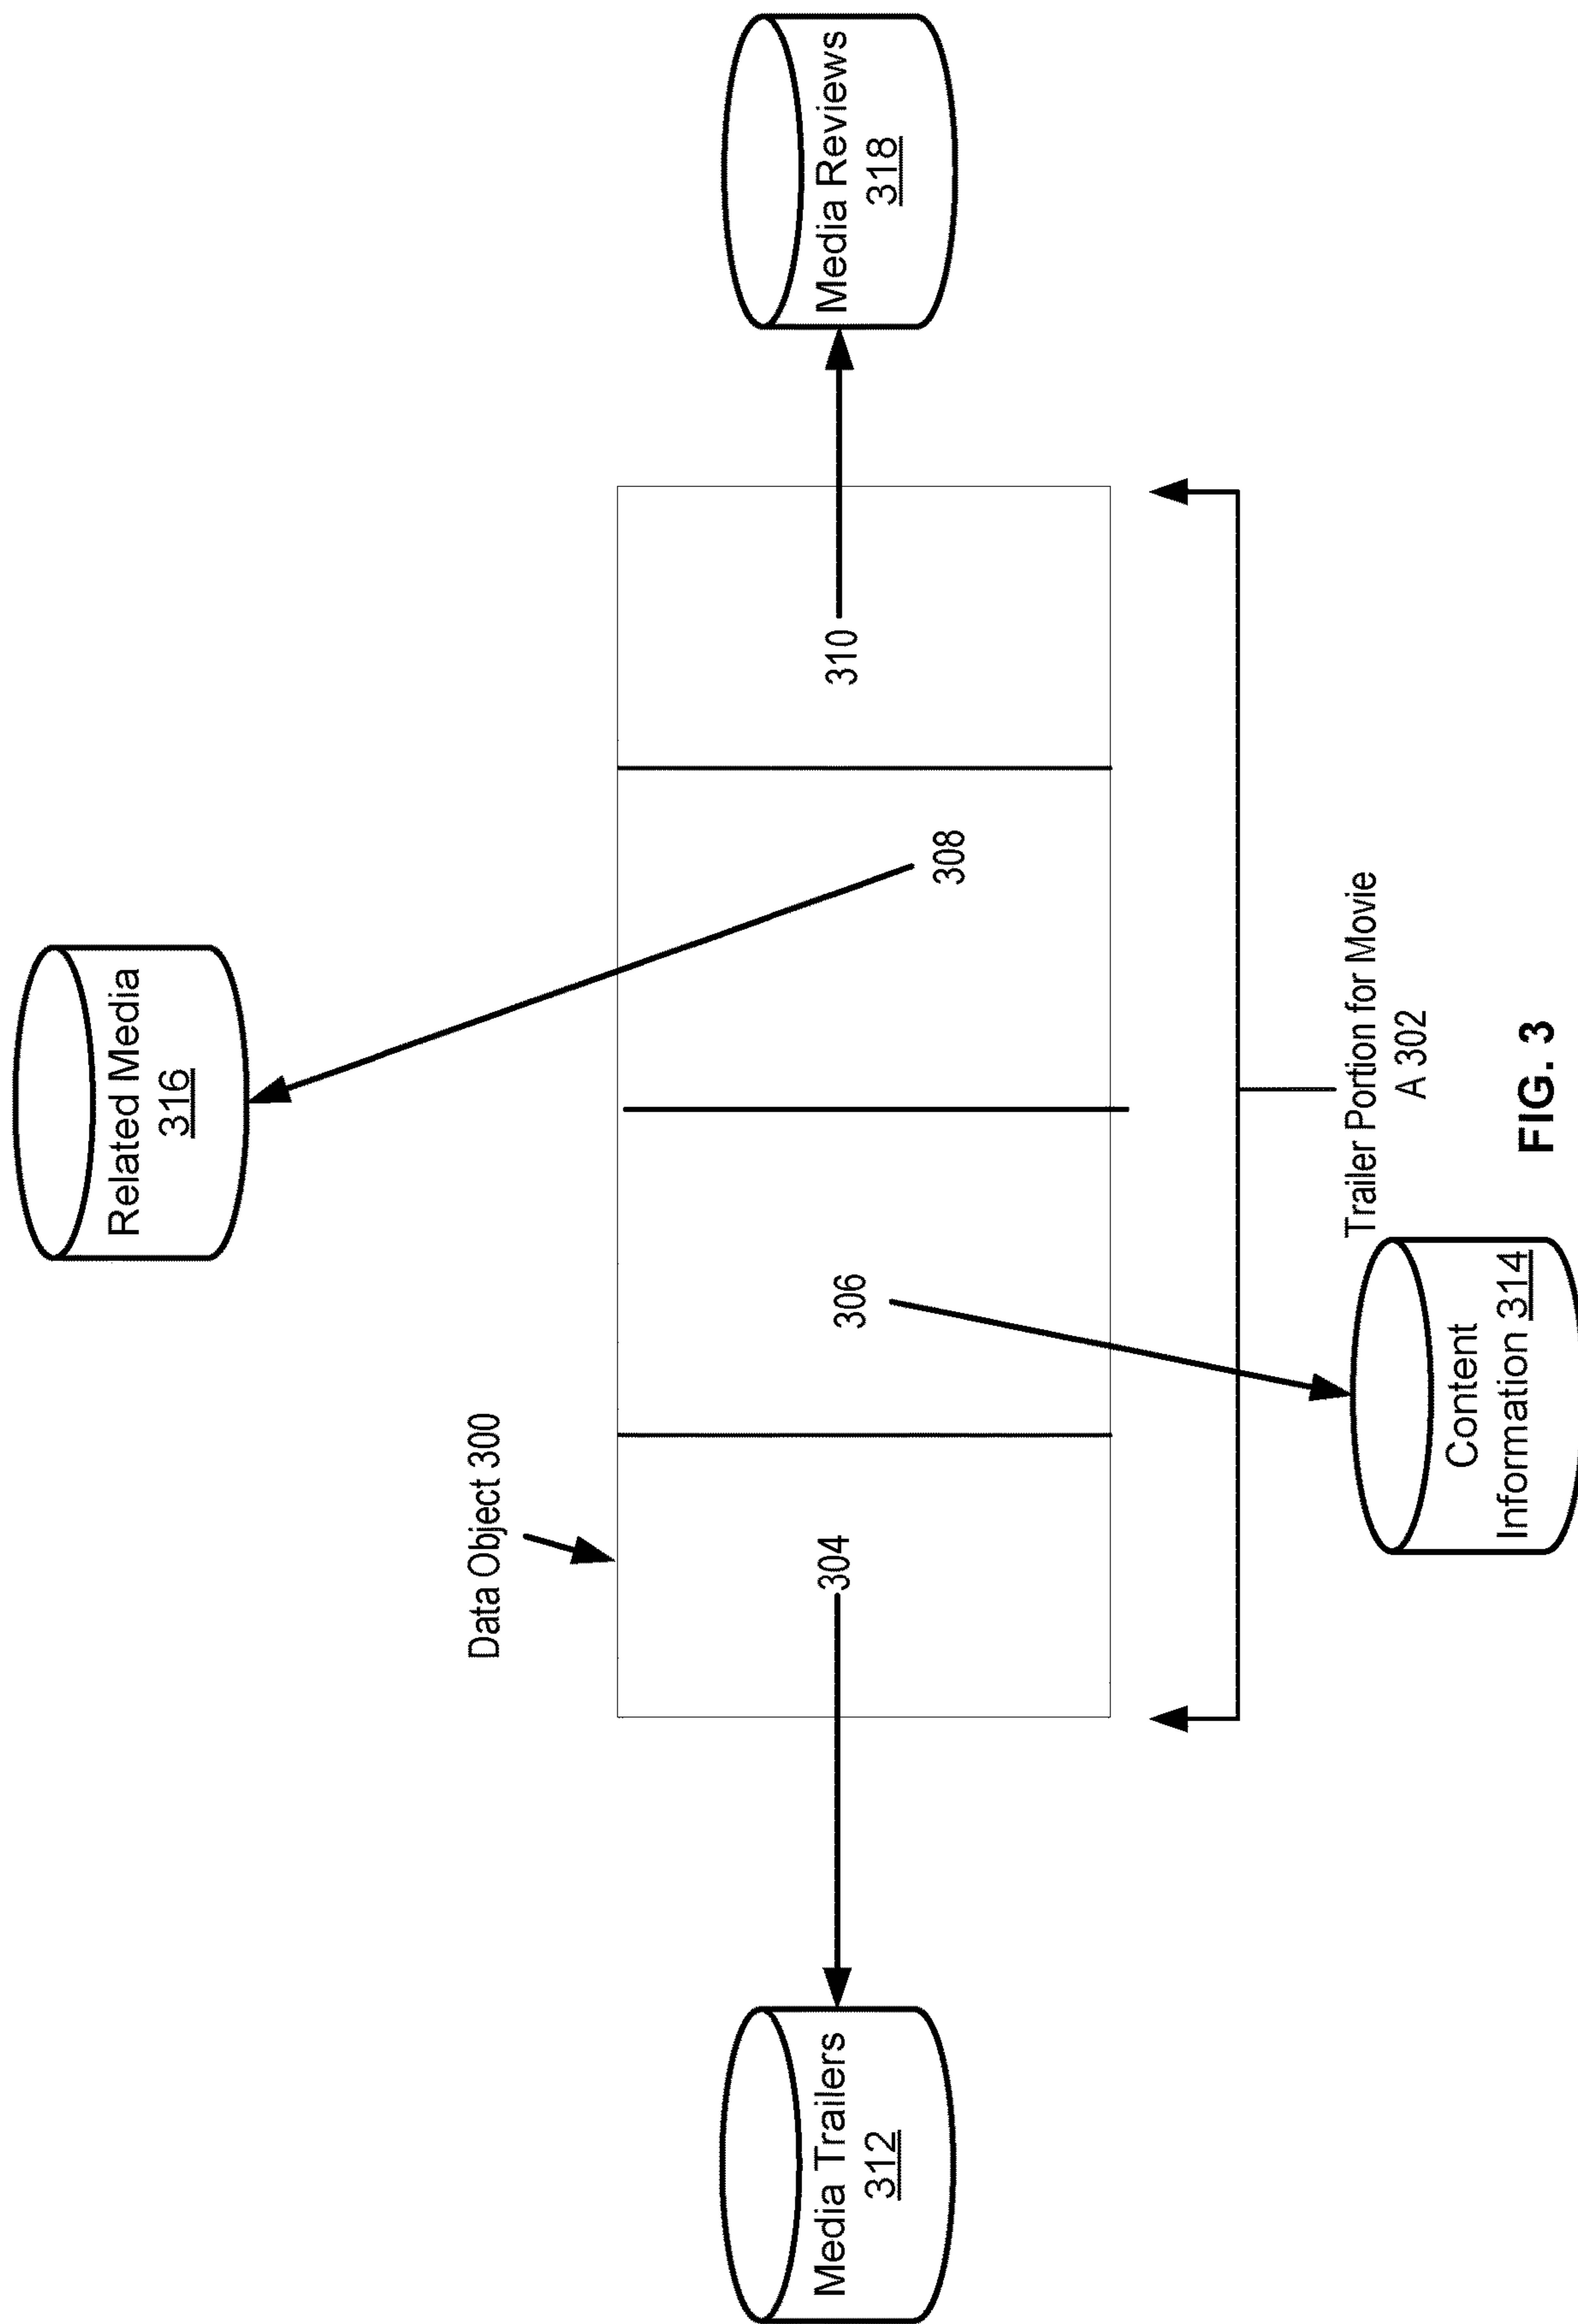 Related Media
316
Data Object 300
Media Trailers
312
304
306
308
310
Media Reviews
318
Trailer Portion for Movie
A 302
Content
Information 314
FIG. 3